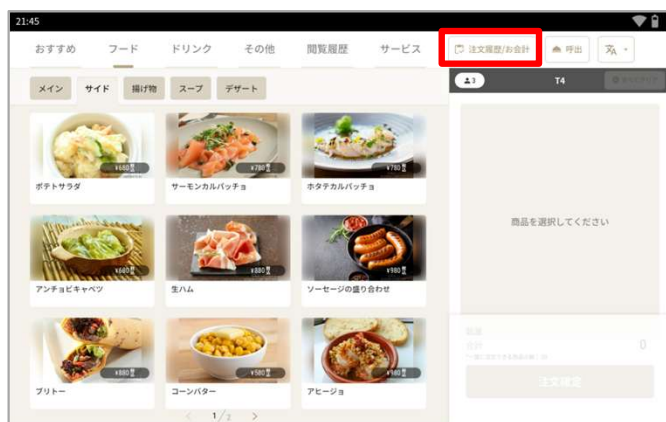 21:45
おすすめ フード ドリンク その他 閲覧履歴 サービス 注文履歴/お会計 呼出
メイン サイド 揚げ物 スープ デザート
3 T4
¥680 ¥780 ¥780
ポテトサラダ サーモンカルパッチョ ホタテカルパッチョ
商品を選択してください
¥880
アンチョビキャベツ 生ハム ソーセージの盛り合わせ
¥980
合計 0
¥880 ¥580
注文確定
ブリトー コーンバター アヒージョ
1/2